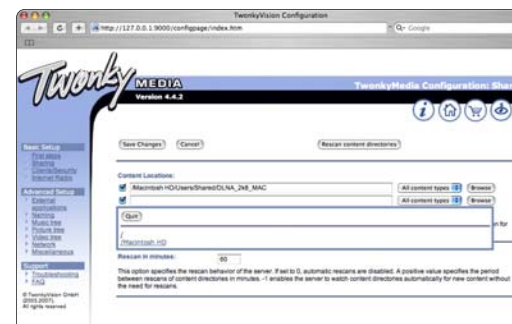 TwonkyVision Configuration
http://127.0.0.1:9000/configpage/index.htm
Google
Twonky
MEDIA
Version 4.4.2
TwonkyMedia Configuration: Shar
Save Changes
Cancel
Rescan content directories
Basic Setup
First steps
Sharing
Clients/Security
Internet Radio
Advanced Setup
External applications
Naming
Music tree
Picture tree
Video tree
Network
Miscellaneous
Support
Troubleshooting
FAQ
© TwonkyVision GmbH
(2003,2007),
All rights reserved
Content Locations:
/Macintosh HD/Users/Shared/DLNA_2k8_MAC
All content types
Browse
All content types
Browse
Quit
/
/Macintosh HD
on for
Rescan in minutes:
60
This option specifies the rescan behavior of the server. If set to 0, automatic rescans are disabled. A positive value specifies the period
between rescans of content directories in minutes. -1 enables the server to watch content directories automatically for new content without
the need for rescans.